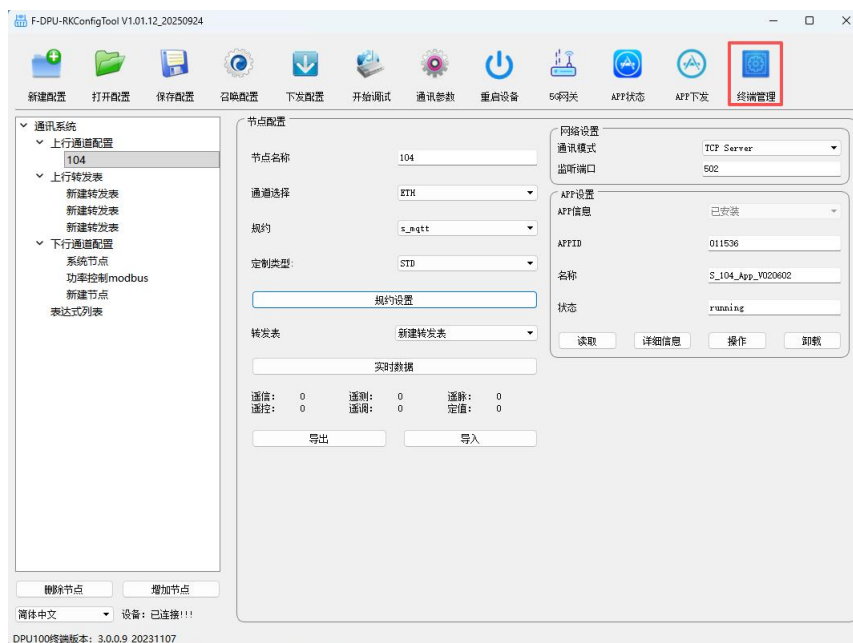 F-DPU-RKConfigTool V1.01.12_20250924
新建配置 打开配置 保存配置 召唤配置 下发配置 开始调试 通讯参数 重启设备 5G网关 APP状态 APP下发 终端管理
通讯系统
上行通道配置
104
上行转发表
新建转发表
新建转发表
新建转发表
下行通道配置
系统节点
功率控制modbus
新建节点
表达式列表
删除节点 增加节点
简体中文 设备：已连接!!!
DPU100终端版本：3.0.0.9 20231107
节点配置
节点名称 104
通道选择 ETH
规约 s_mqtt
定制类型: STD
规约设置
转发表 新建转发表
实时数据
遥信： 0 遥测： 0 遥脉： 0
遥控： 0 遥调： 0 定值： 0
导出 导入
网络设置
通讯模式 TCP Server
监听端口 502
APP设置
APP信息 已安装
APPID 011536
名称 S_104_App_V020602
状态 running
读取 详细信息 操作 卸载